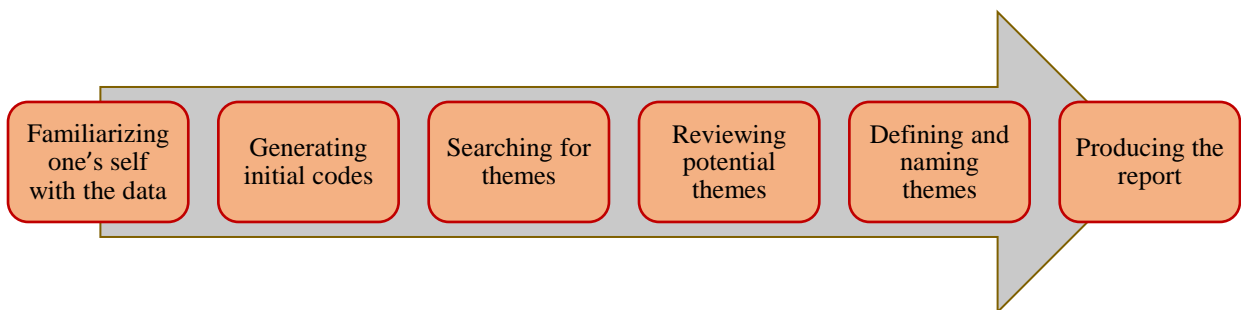 Familiarizing
one’s self
with the data
Generating
initial codes
Searching for
themes
Reviewing
potential
themes
Defining and
naming
themes
Producing the
report